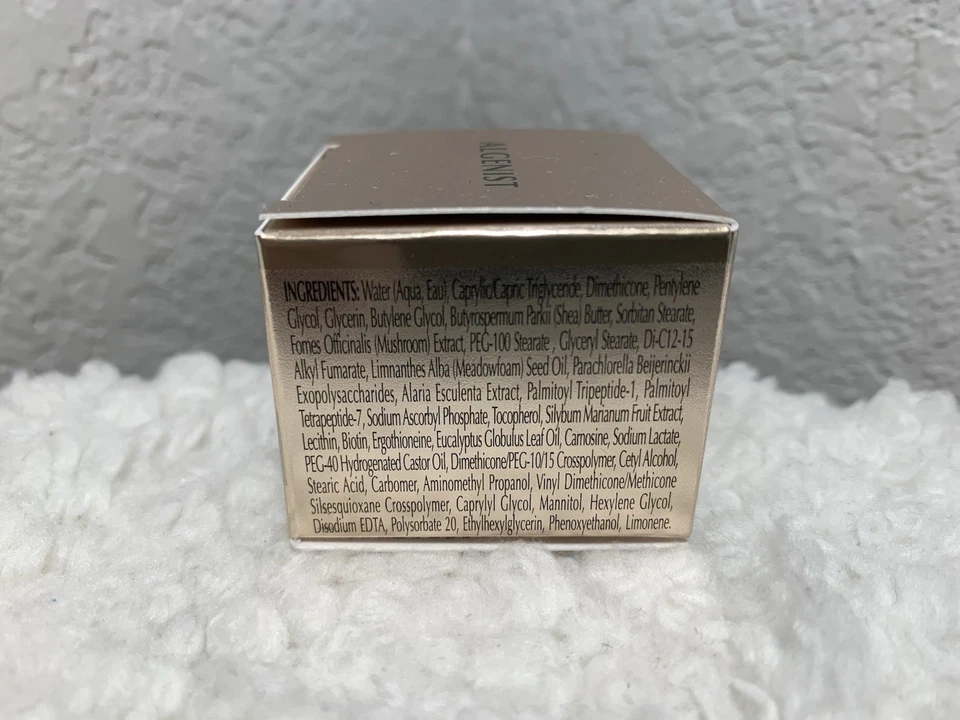 ALGENIST
INGREDIENTS: Water (Aqua, Eau), Caprylic/Capric Triglyceride, Dimethicone, Pentylene
Glycol, Glycerin, Butylene Glycol, Butyrospermum Parkii (Shea) Butter, Sorbitan Stearate,
Fomes Officinalis (Mushroom) Extract, PEG-100 Stearate , Glyceryl Stearate, Di-C12-15
Alkyl Fumarate, Limnanthes Alba (Meadowfoam) Seed Oil, Parachlorella Beijerinckii
Exopolysaccharides, Alaria Esculenta Extract, Palmitoyl Tripeptide-1, Palmitoyl
Tetrapeptide-7, Sodium Ascorbyl Phosphate, Tocopherol, Silybum Marianum Fruit Extract,
Lecithin, Biotin, Ergothioneine, Eucalyptus Globulus Leaf Oil, Carnosine, Sodium Lactate,
PEG-40 Hydrogenated Castor Oil, Dimethicone/PEG-10/15 Crosspolymer, Cetyl Alcohol,
Stearic Acid, Carbomer, Aminomethyl Propanol, Vinyl Dimethicone/Methicone
Silsesquioxane Crosspolymer, Caprylyl Glycol, Mannitol, Hexylene Glycol,
Disodium EDTA, Polysorbate 20, Ethylhexylglycerin, Phenoxyethanol, Limonene.